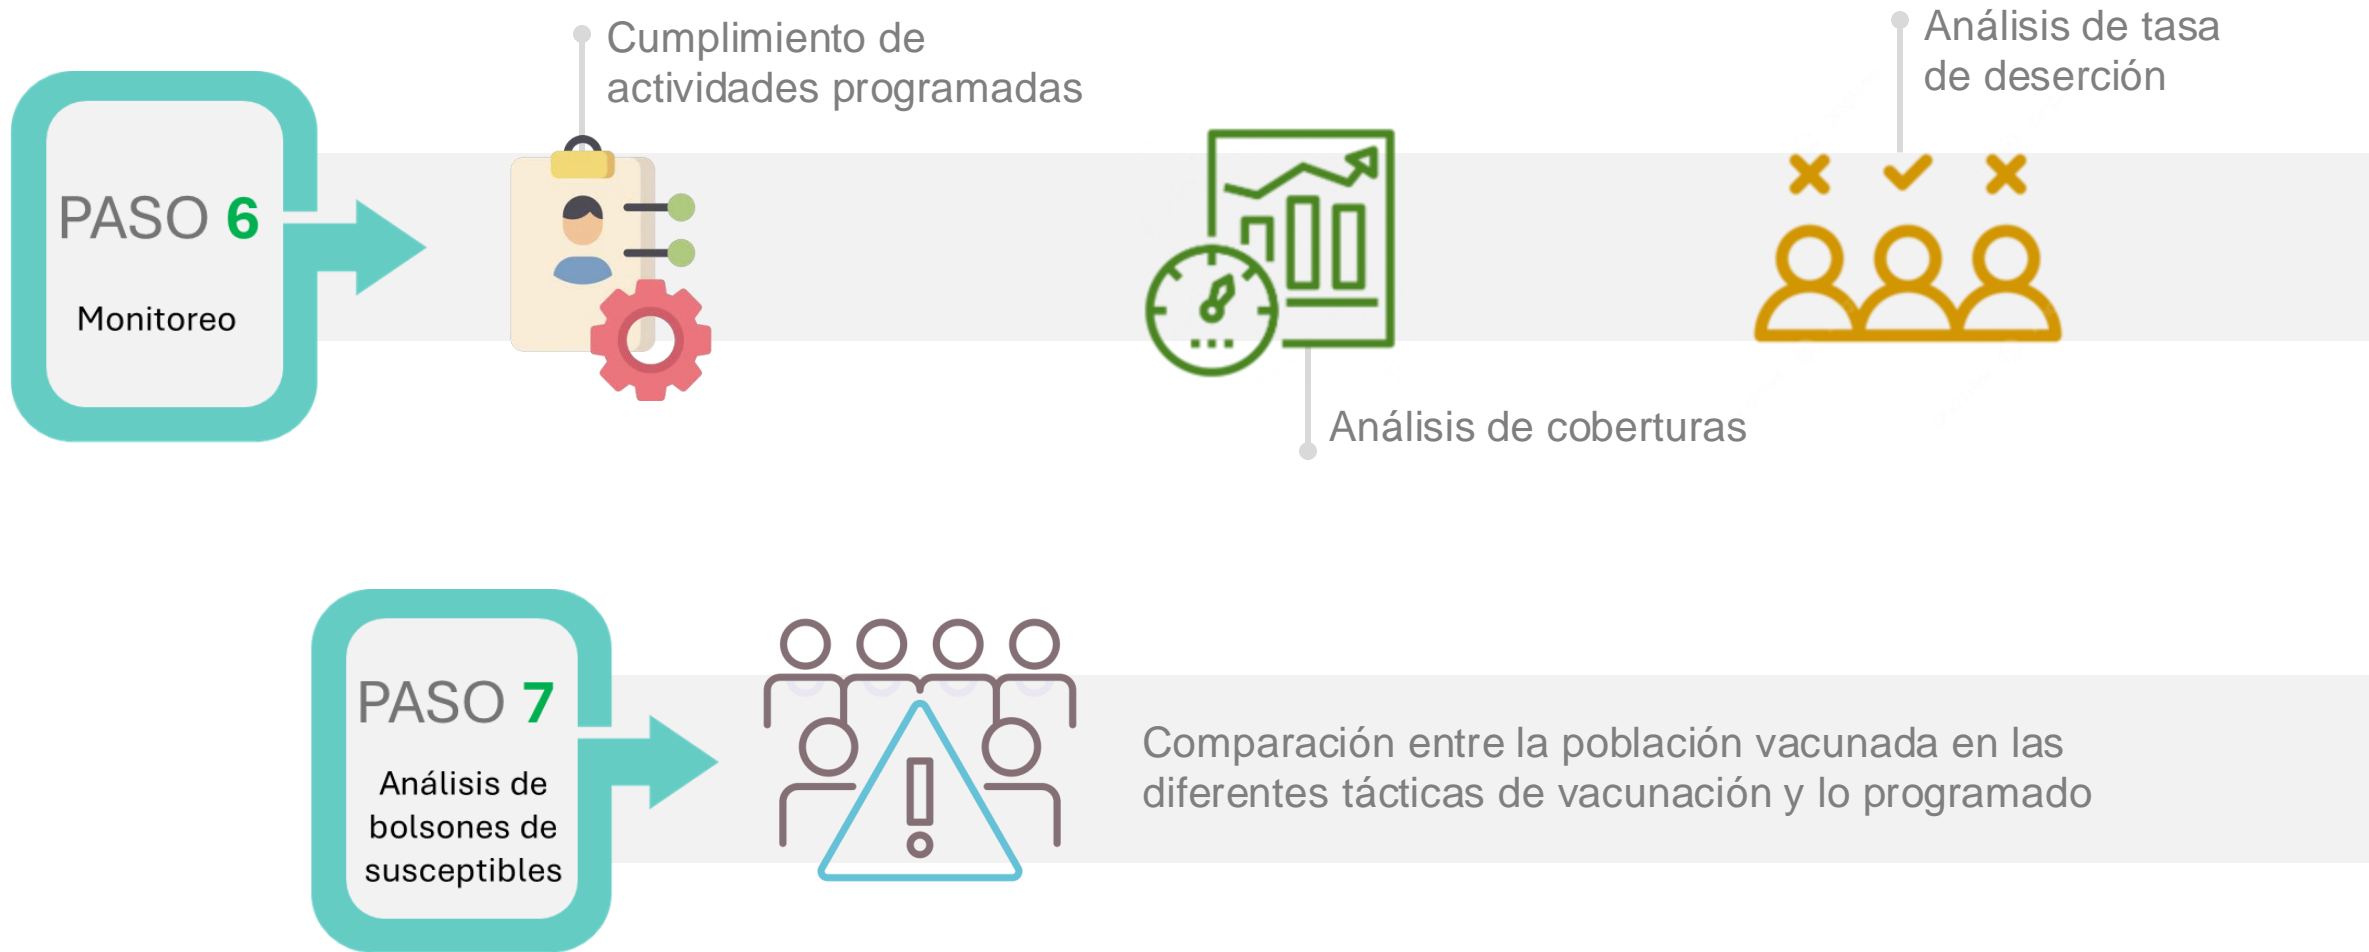 PASO 6
Monitoreo
Cumplimiento de
actividades programadas
Análisis de coberturas
Análisis de tasa
de deserción
PASO 7
Análisis de
bolsones de
susceptibles
Comparación entre la población vacunada en las
diferentes tácticas de vacunación y lo programado